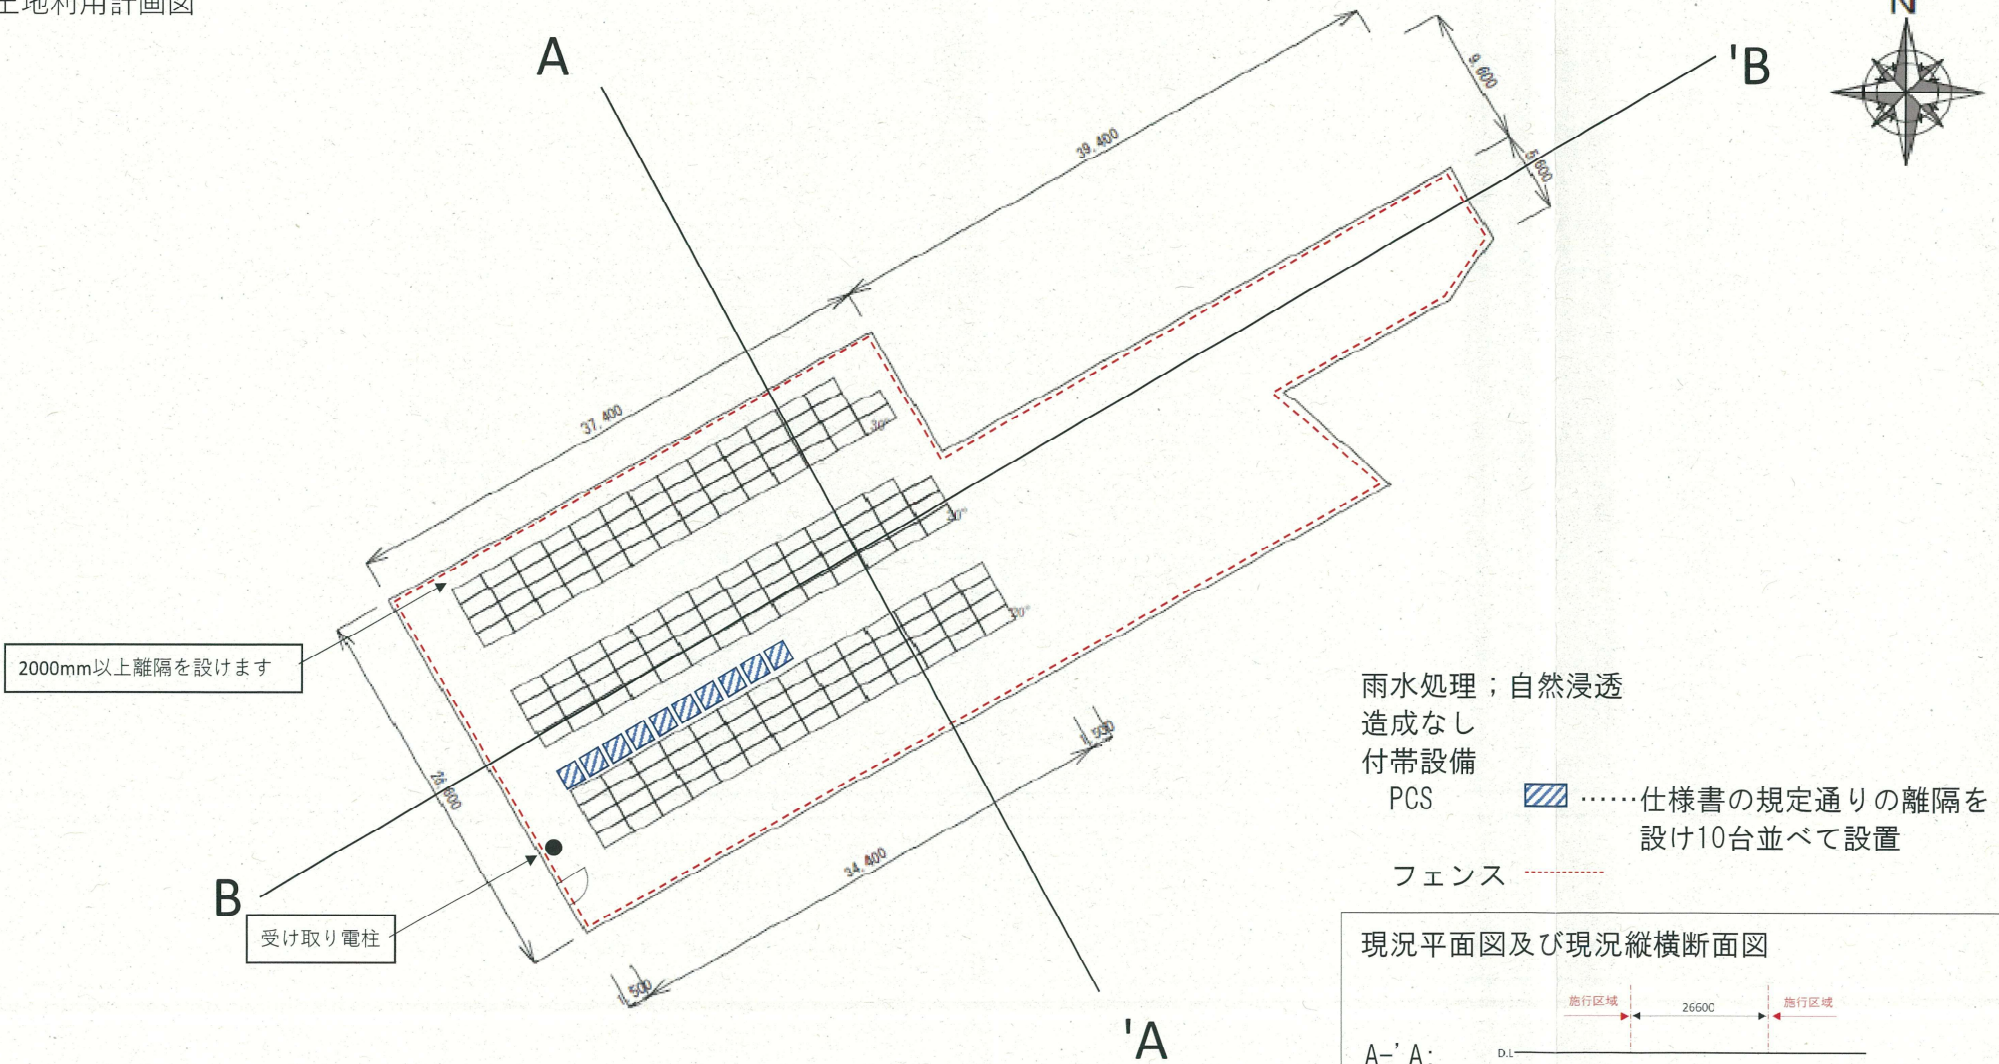 土地利用計画図
N
A
'B
9.600
5.600
39.400
37.400
30°
20°
20°
2000mm以上離隔を設けます
26.600
1.500
34.400
1.500
B
受け取り電柱
'A
雨水処理；自然浸透
造成なし
付帯設備
PCS ……仕様書の規定通りの離隔を
設け10台並べて設置
フェンス
現況平面図及び現況縦横断面図
施行区域 26600 施行区域
A-'A:
D.L